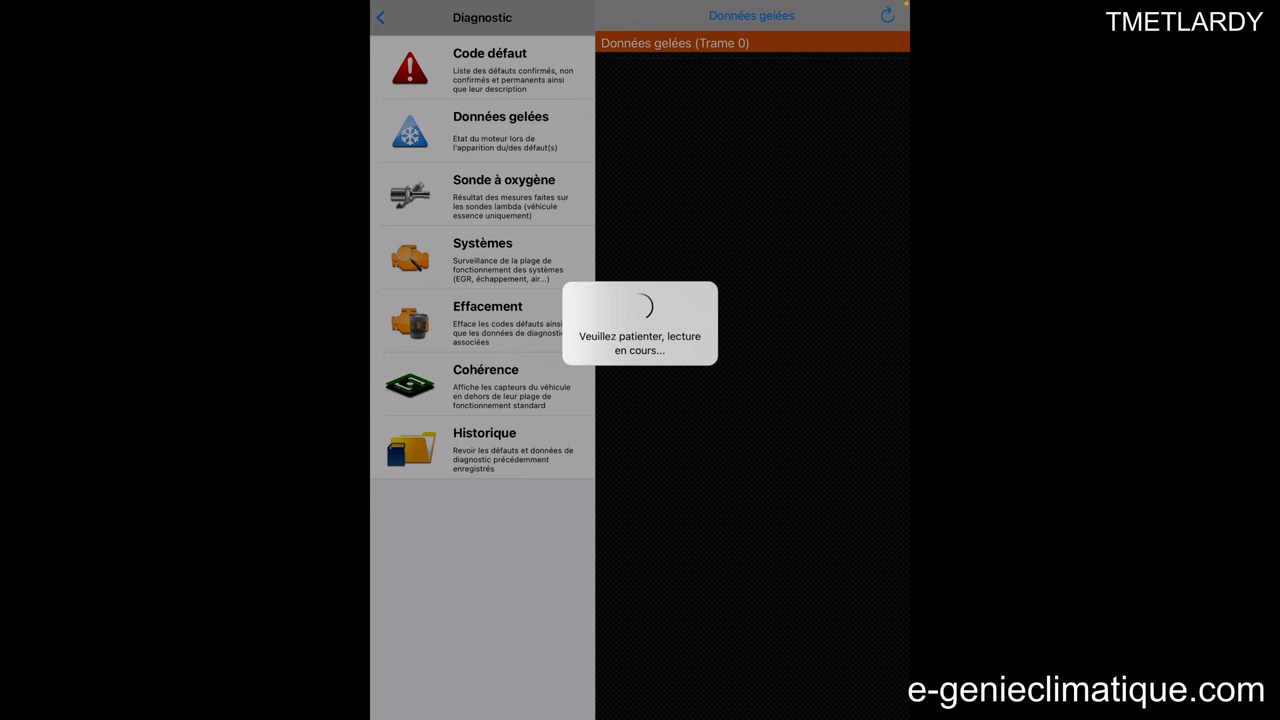 TMETLARDY
Diagnostic
Données gelées
Données gelées (Trame 0)
Code défaut
Liste des défauts confirmés, non
confirmés et permanents ainsi
que leur description
Données gelées
Etat du moteur lors de
l'apparition du/des défaut(s)
Sonde à oxygène
Résultat des mesures faites sur
les sondes lambda (véhicule
essence uniquement)
Systèmes
Surveillance de la plage de
fonctionnement des systèmes
(EGR, échappement, air...)
Effacement
Efface les codes défauts ains
que les données de diagnosti
associées
Veuillez patienter, lecture
en cours...
Cohérence
Affiche les capteurs du véhicule
en dehors de leur plage de
fonctionnement standard
Historique
Revoir les défauts et données de
diagnostic précédemment
enregistrés
e-genieclimatique.com